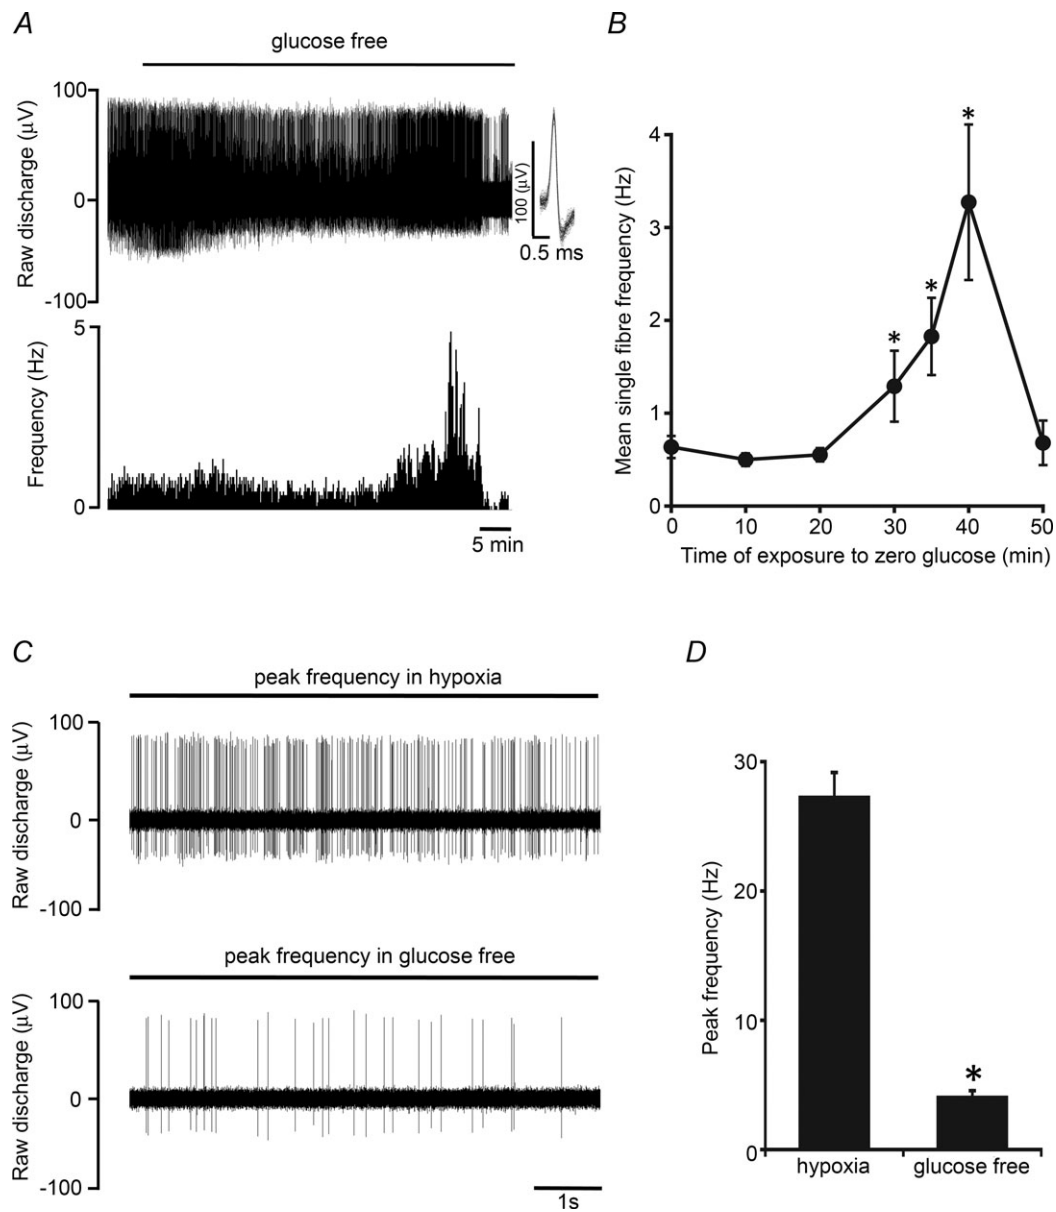 A
glucose free
Raw discharge (µV)
100
0
-100
100 (µV)
0.5 ms
Frequency (Hz)
5
0
5 min
B
Mean single fibre frequency (Hz)
4
3
2
1
0
*
*
*
0 10 20 30 40 50
Time of exposure to zero glucose (min)
C
peak frequency in hypoxia
Raw discharge (µV)
100
0
-100
peak frequency in glucose free
Raw discharge (µV)
100
0
-100
1s
D
Peak frequency (Hz)
30
20
10
0
*
hypoxia glucose free